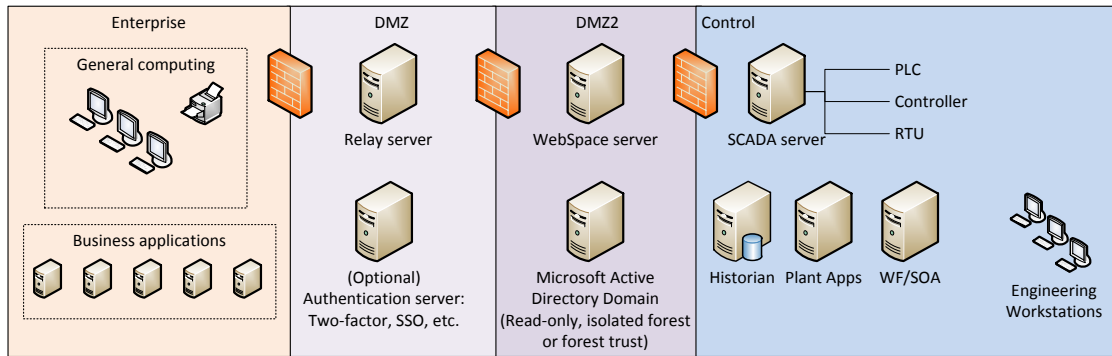 Enterprise
General computing
Business applications
DMZ
Relay server
(Optional)
Authentication server:
Two-factor, SSO, etc.
DMZ2
WebSpace server
Microsoft Active
Directory Domain
(Read-only, isolated forest
or forest trust)
Control
SCADA server
PLC
Controller
RTU
Historian
Plant Apps
WF/SOA
Engineering
Workstations